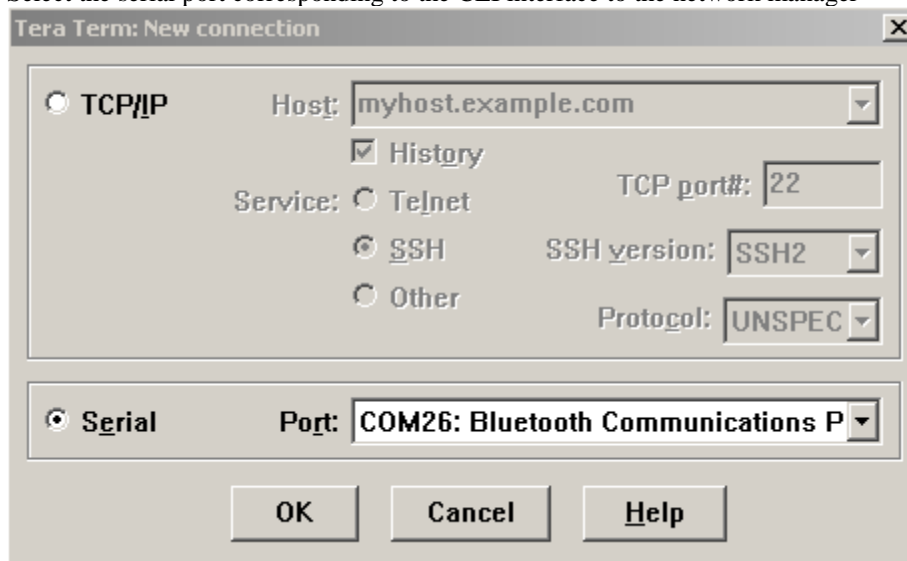 Select the serial port corresponding to the CLI interface to the network manager
Tera Term: New connection
TCP/IP
Host: myhost.example.com
History
Service: Telnet
TCP port#: 22
SSH
SSH version: SSH2
Other
Protocol: UNSPEC
Serial
Port: COM26: Bluetooth Communications P
OK
Cancel
Help